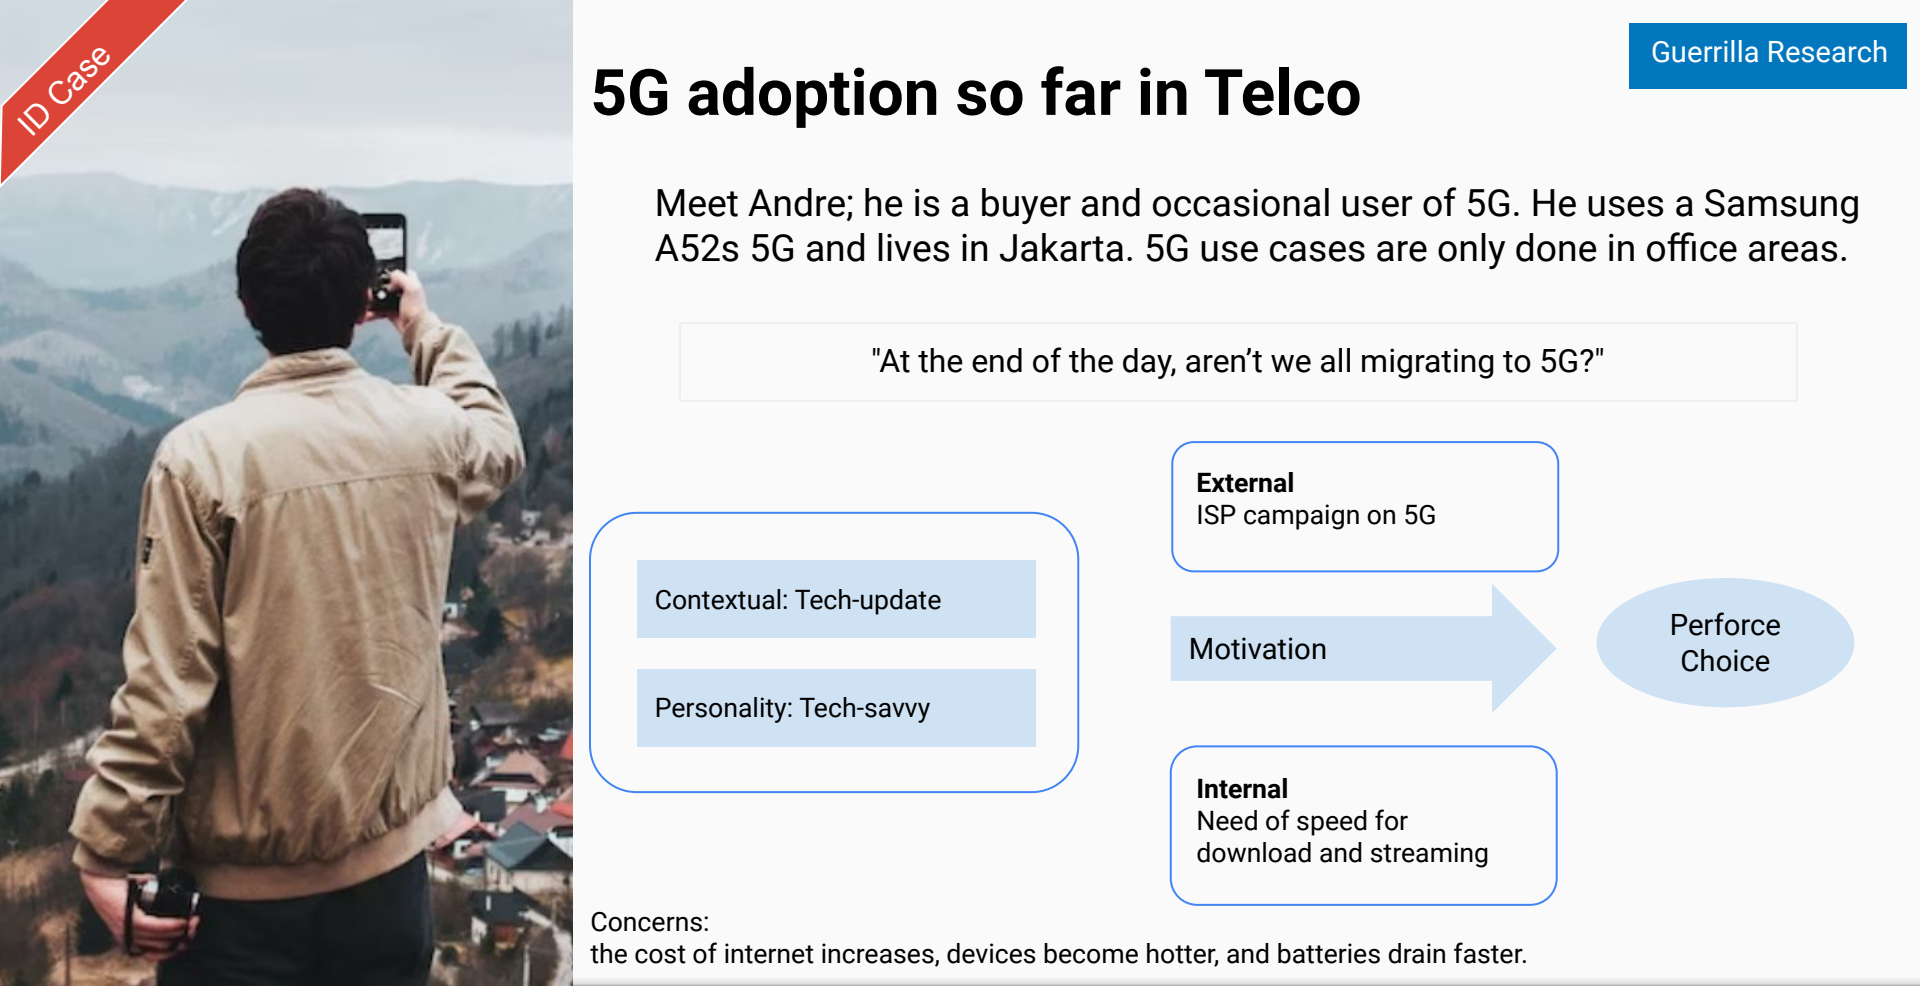 ID Case
Guerrilla Research
5G adoption so far in Telco
Meet Andre; he is a buyer and occasional user of 5G. He uses a Samsung
A52s 5G and lives in Jakarta. 5G use cases are only done in office areas.
"At the end of the day, aren’t we all migrating to 5G?"
Contextual: Tech-update
Personality: Tech-savvy
External
ISP campaign on 5G
Motivation
Perforce
Choice
Internal
Need of speed for
download and streaming
Concerns:
the cost of internet increases, devices become hotter, and batteries drain faster.